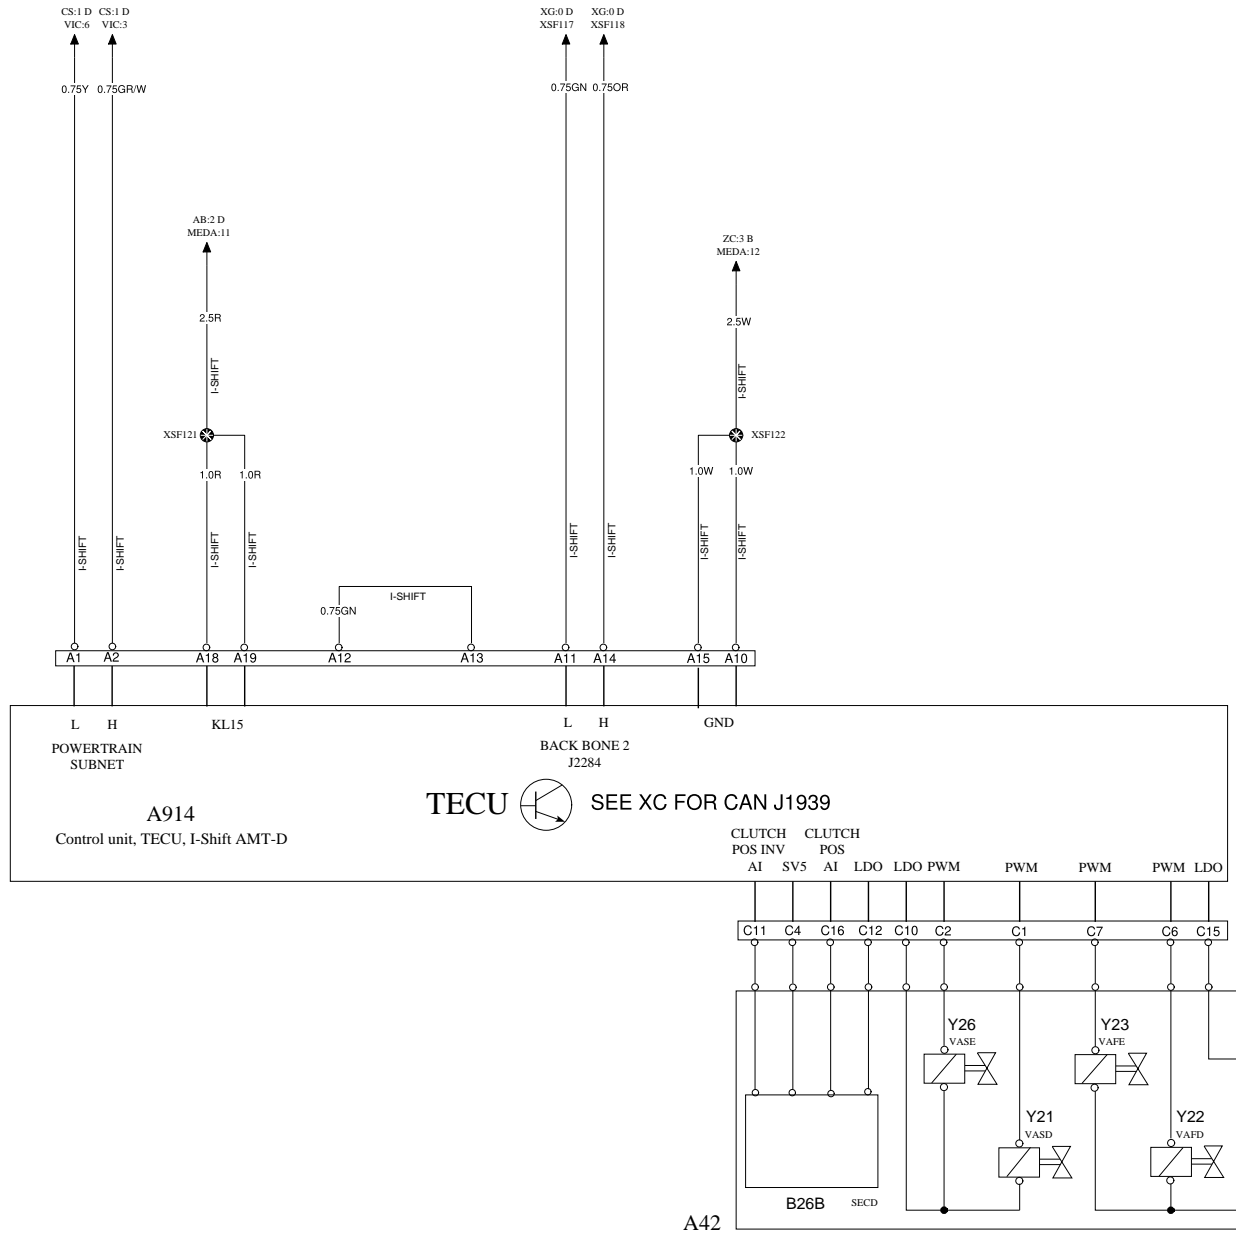 CS:1 D CS:1 D
VIC:6 VIC:3
XG:0 D XG:0 D
XSF117 XSF118
0.75Y 0.75GR/W
0.75GN 0.75OR
AB:2 D
MEDA:11
ZC:3 B
MEDA:12
2.5R
2.5W
I-SHIFT
I-SHIFT
XSF121
XSF122
1.0R 1.0R
1.0W 1.0W
I-SHIFT I-SHIFT I-SHIFT I-SHIFT I-SHIFT I-SHIFT I-SHIFT I-SHIFT
I-SHIFT
0.75GN
A1 A2 A18 A19 A12 A13 A11 A14 A15 A10
L H KL15 L H GND
POWERTRAIN
SUBNET
BACK BONE 2
J2284
A914
Control unit, TECU, I-Shift AMT-D
TECU SEE XC FOR CAN J1939
CLUTCH CLUTCH
POS INV POS
AI SV5 AI LDO LDO PWM PWM PWM PWM LDO
C11 C4 C16 C12 C10 C2 C1 C7 C6 C15
Y26
VASE
Y23
VAFE
Y21
VASD
Y22
VAFD
B26B SECD
A42